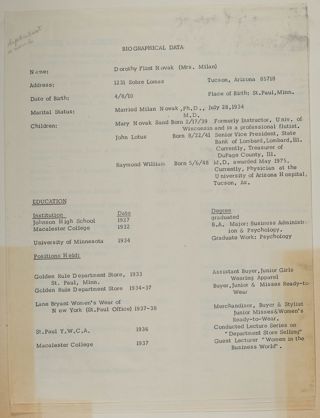 BIOGRAPHICAL DATA
Name: Dorothy Flint Novak (Mrs. Milan)
Address: 1231 Sobre Lomas Tucson, Arizona 85718
Date of Birth: 4/8/10 Place of Birth: St.Paul,Minn.
Marital Status: Married Milan Novak, Ph.D., July 28,1934
M.D.,
Children: Mary Novak Sand Born 2/17/39 Formerly Instructor, Univ. of
Wisconsin and is a professional flutist.
John Lotus Born 8/22/41 Senior Vice President, State
Bank of Lombard,Lombard,Ill.
Currently, Treasurer of
DuPage County, Ill.
Raymond William Born 5/6/48 M.D., awarded May 1975,
Currently, Physician at the
University of Arizona Hospital,
Tucson, Az.
EDUCATION
Institution Date Degree
Johnson High School 1927 graduated
Macalester College 1932 B.A. Major: Business Administr-
ion & Psychology.
University of Minnesota 1934 Graduate Work: Psychology
Positions Held:
Golden Rule Department Store, 1933 Assistant Buyer,Junior Girls
St. Paul, Minn. Wearing Apparel
Golden Rule Department Store 1934-37 Buyer,Junior & Misses Ready-to-
Wear
Lane Bryant Women's Wear of Merchandiser, Buyer & Stylist
New York (St.Paul Office) 1937-38 Junior Misses&Women's
Ready-to-Wear.
St.Paul Y.W.C.A. 1936 Conducted Lecture Series on
"Department Store Selling"
Macalester College 1937 Guest Lecturer "Women in the
Business World".